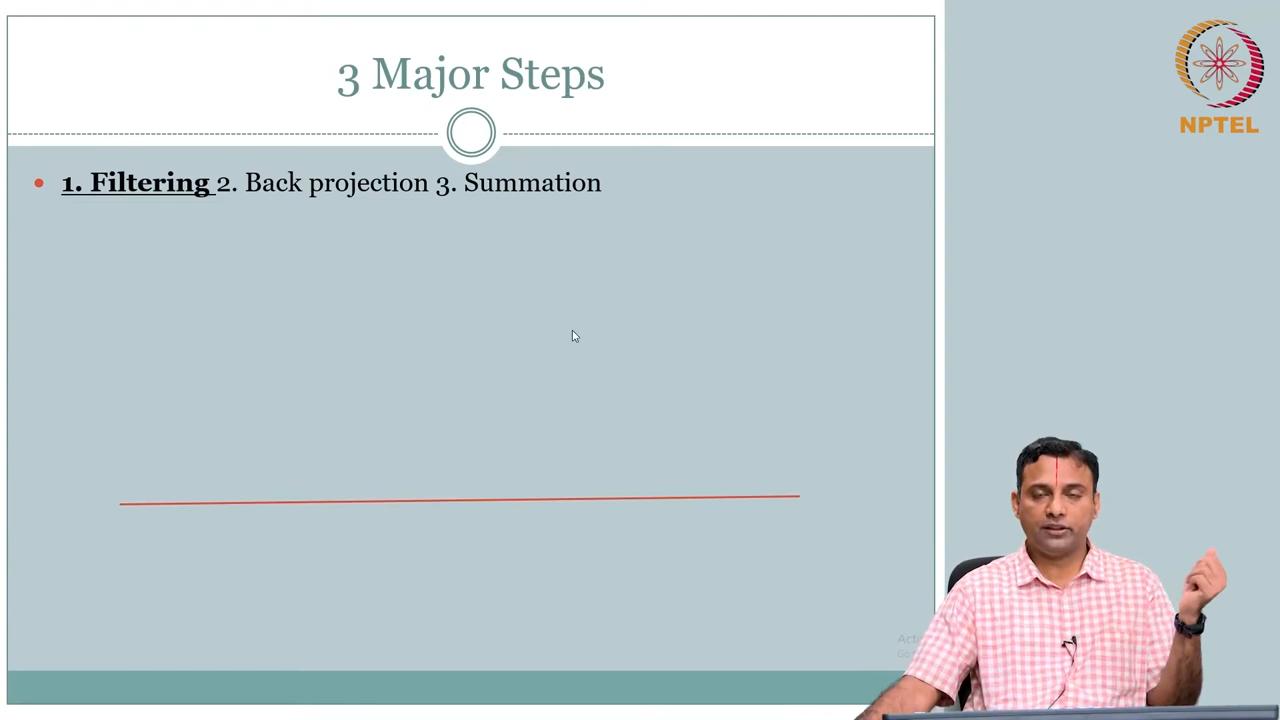 3 Major Steps
NPTEL
1. Filtering 2. Back projection 3. Summation